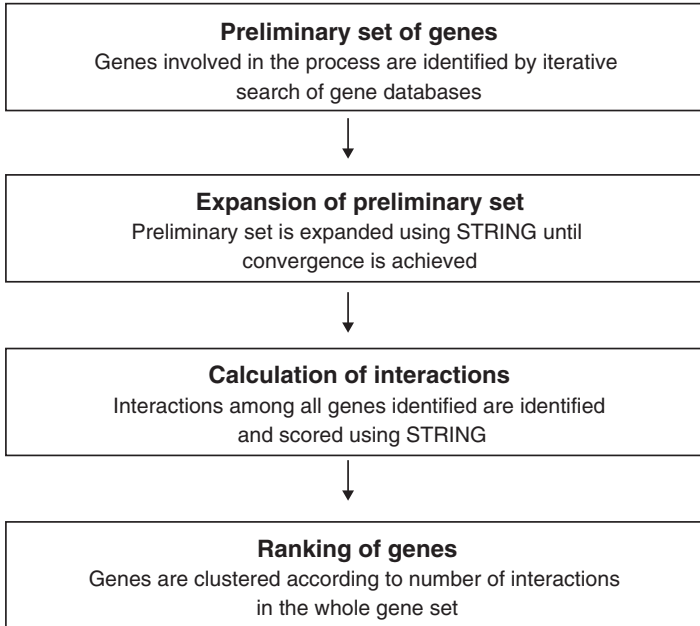 Preliminary set of genes
Genes involved in the process are identified by iterative
search of gene databases
Expansion of preliminary set
Preliminary set is expanded using STRING until
convergence is achieved
Calculation of interactions
Interactions among all genes identified are identified
and scored using STRING
Ranking of genes
Genes are clustered according to number of interactions
in the whole gene set